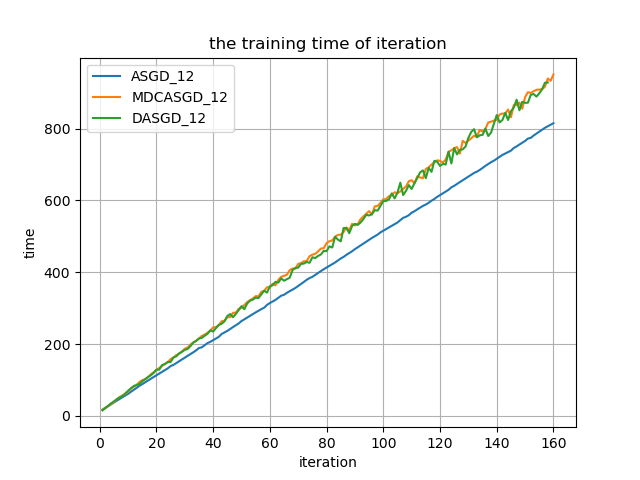 the training time of iteration
ASGD_12
MDCASGD_12
DASGD_12
800
600
400
200
0
time
0 20 40 60 80 100 120 140 160
iteration